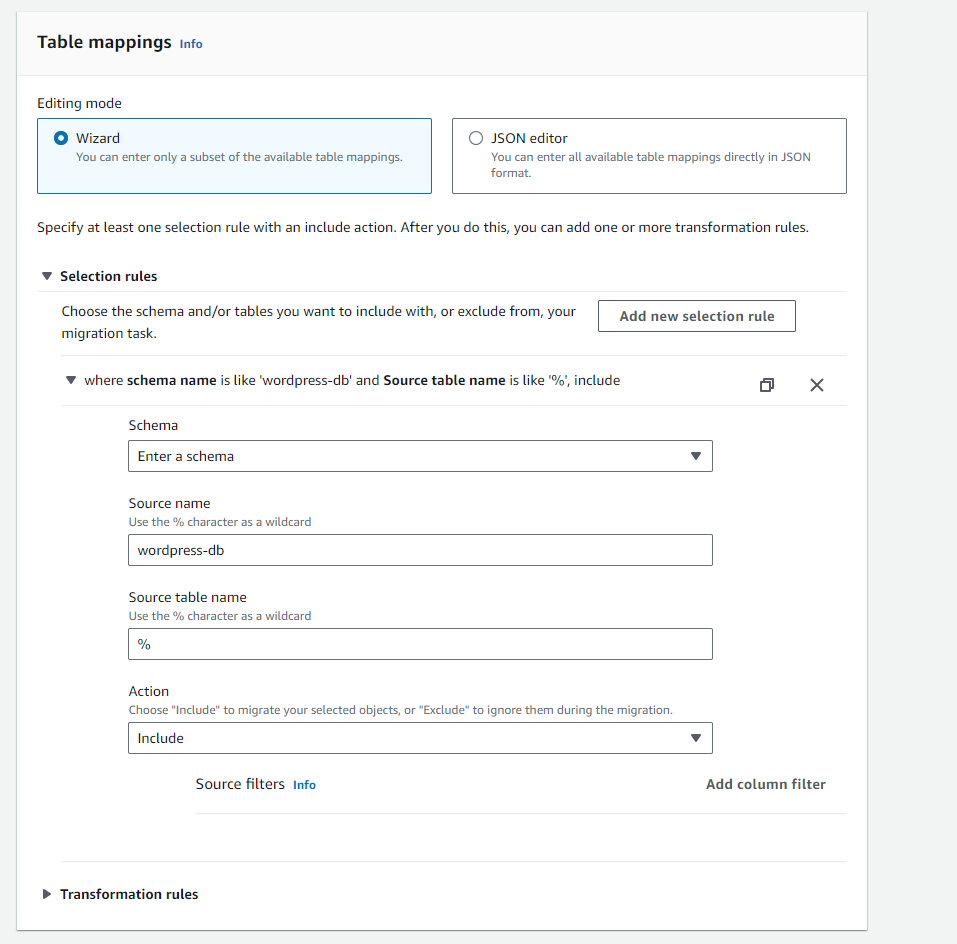 Table mappings Info
Editing mode
Wizard
You can enter only a subset of the available table mappings.
JSON editor
You can enter all available table mappings directly in JSON
format.
Specify at least one selection rule with an include action. After you do this, you can add one or more transformation rules.
Selection rules
Choose the schema and/or tables you want to include with, or exclude from, your
migration task.
Add new selection rule
where schema name is like 'wordpress-db' and Source table name is like '%', include
Schema
Enter a schema
Source name
Use the % character as a wildcard
wordpress-db
Source table name
Use the % character as a wildcard
%
Action
Choose "Include" to migrate your selected objects, or "Exclude" to ignore them during the migration.
Include
Source filters Info
Add column filter
Transformation rules